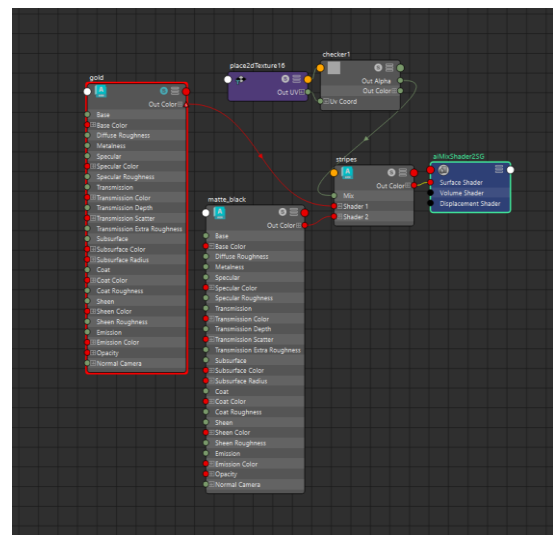 gold
Out Color
Base
Base Color
Diffuse Roughness
Metalness
Specular
Specular Color
Specular Roughness
Transmission
Transmission Color
Transmission Depth
Transmission Scatter
Transmission Extra Roughness
Subsurface
Subsurface Color
Subsurface Radius
Coat
Coat Color
Coat Roughness
Sheen
Sheen Color
Sheen Roughness
Emission
Emission Color
Opacity
Normal Camera
place2dTexture16
Out UV
checker1
Out Alpha
Out Color
Uv Coord
matte_black
Out Color
Base
Base Color
Diffuse Roughness
Metalness
Specular
Specular Color
Specular Roughness
Transmission
Transmission Color
Transmission Depth
Transmission Scatter
Transmission Extra Roughness
Subsurface
Subsurface Color
Subsurface Radius
Coat
Coat Color
Coat Roughness
Sheen
Sheen Color
Sheen Roughness
Emission
Emission Color
Opacity
Normal Camera
stripes
Out Color
Mix
Shader 1
Shader 2
aiMixShader2SG
Surface Shader
Volume Shader
Displacement Shader